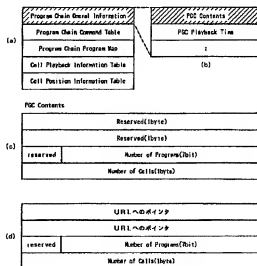 Program Chain General Information
Program Chain Command Table
Program Chain Program Map
Cell Playback Information Table
Cell Position Information Table
(a)
PGC Contents
PGC Playback Time
:
(b)
PGC Contents
(c)
Reserved(1byte)
Reserved(1byte)
reserved Number of Programs(7bit)
Number of Cells(1byte)
(d)
URLへのポインタ
URLへのポインタ
reserved Number of Programs(7bit)
Number of Cells(1byte)